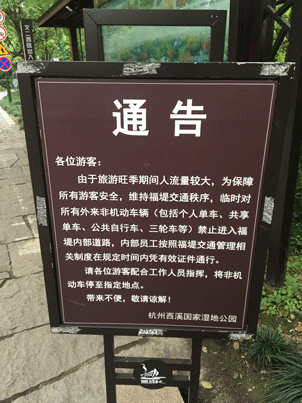 通告
各位游客：
由于旅游旺季期间人流量较大，为保障
所有游客安全，维持福堤交通秩序，临时对
所有外来非机动车辆（包括个人单车、共享
单车、公共自行车、三轮车等）禁止进入福
堤内部道路，内部员工按照福堤交通管理相
关制度在规定时间内凭有效证件通行。
请各位游客配合工作人员指挥，将非机
动车停至指定地点。
带来不便，敬请谅解！
杭州西溪国家湿地公园